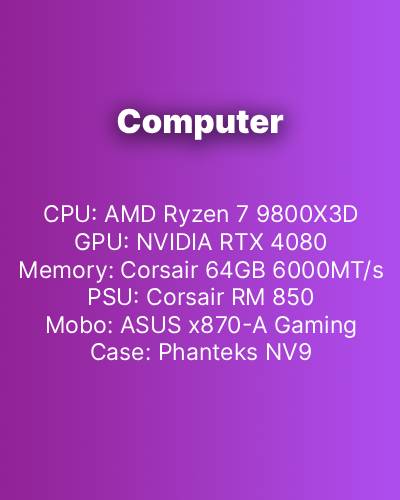 Computer
CPU: AMD Ryzen 7 9800X3D
GPU: NVIDIA RTX 4080
Memory: Corsair 64GB 6000MT/s
PSU: Corsair RM 850
Mobo: ASUS x870-A Gaming
Case: Phanteks NV9